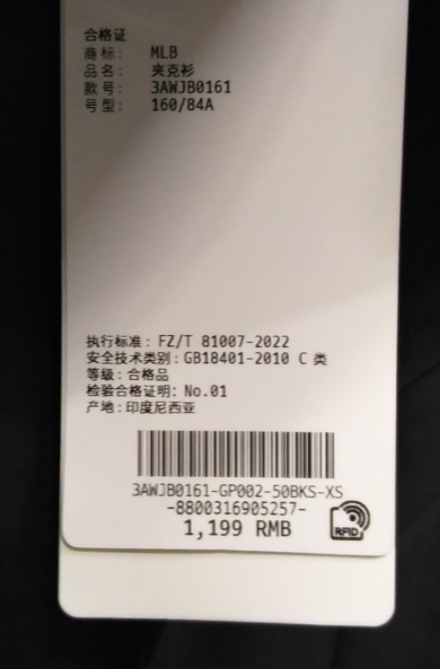 合格证
商标： MLB
品名： 夹克衫
款号： 3AWJB0161
号型： 160/84A
执行标准：FZ/T 81007-2022
安全技术类别：GB18401-2010 C 类
等级：合格品
检验合格证明：No.01
产地：印度尼西亚
3AWJB0161-GP002-50BKS-XS
-8800316905257-
1,199 RMB
RFID